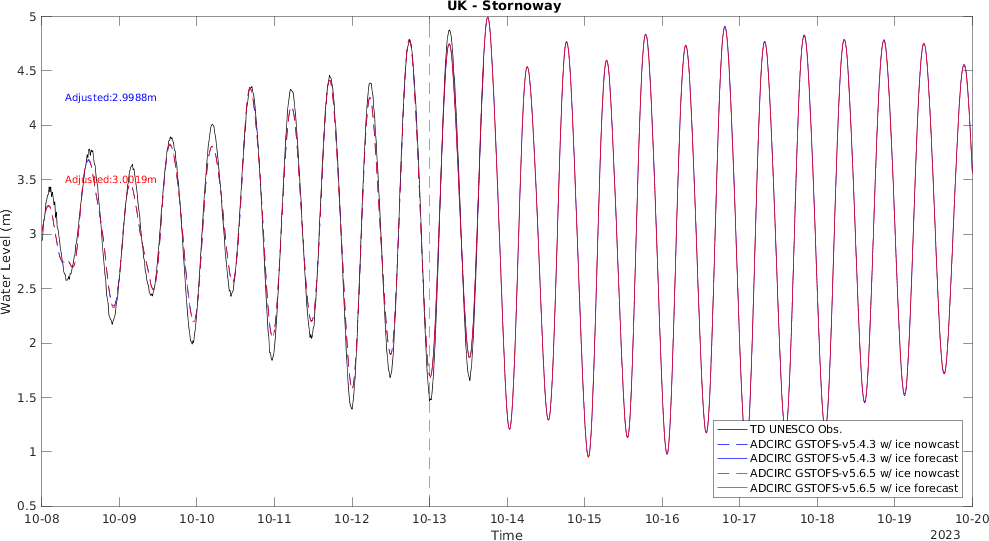 UK - Stornoway
5
4.5
4
3.5
3
2.5
2
1.5
1
0.5
Water Level (m)
Adjusted:2.9988m
Adjusted:3.0019m
TD UNESCO Obs.
ADCIRC GSTOFS-v5.4.3 w/ ice nowcast
ADCIRC GSTOFS-v5.4.3 w/ ice forecast
ADCIRC GSTOFS-v5.6.5 w/ ice nowcast
ADCIRC GSTOFS-v5.6.5 w/ ice forecast
10-08 10-09 10-10 10-11 10-12 10-13 10-14 10-15 10-16 10-17 10-18 10-19 10-20
Time
2023